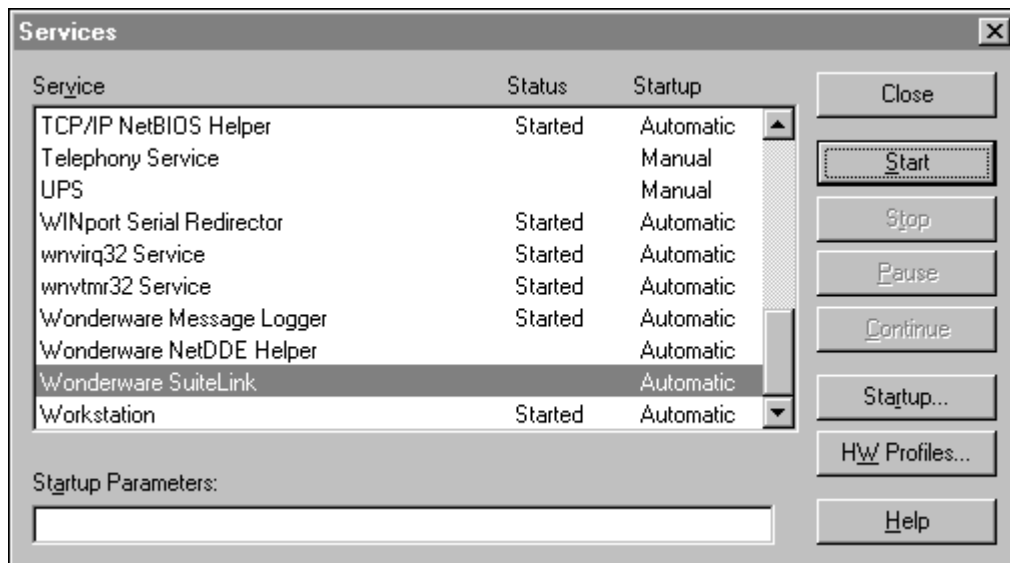 Services
Service Status Startup
TCP/IP NetBIOS Helper Started Automatic
Telephony Service Manual
UPS Manual
WINport Serial Redirector Started Automatic
wnvirq32 Service Started Automatic
wnvtmr32 Service Started Automatic
Wonderware Message Logger Started Automatic
Wonderware NetDDE Helper Automatic
Wonderware SuiteLink Automatic
Workstation Started Automatic
Startup Parameters:
Close
Start
Stop
Pause
Continue
Startup...
HW Profiles...
Help